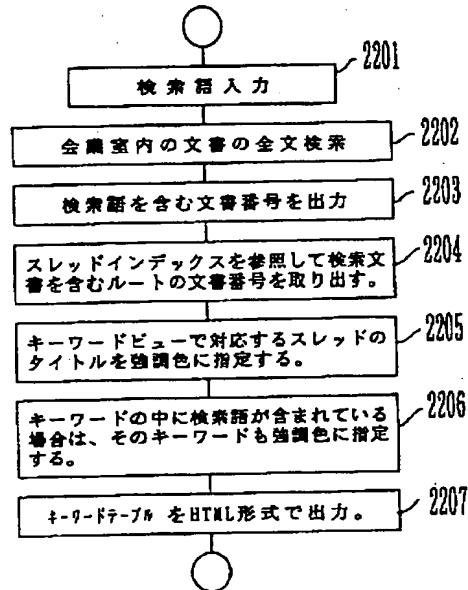 検索語入力
2201
会議室内の文書の全文検索
2202
検索語を含む文書番号を出力
2203
スレッドインデックスを参照して検索文
書を含むルートの文書番号を取り出す。
2204
キーワードビューで対応するスレッドの
タイトルを強調色に指定する。
2205
キーワードの中に検索語が含まれている
場合は、そのキーワードも強調色に指定
する。
2206
キーワードテーブル をHTML形式で出力。
2207